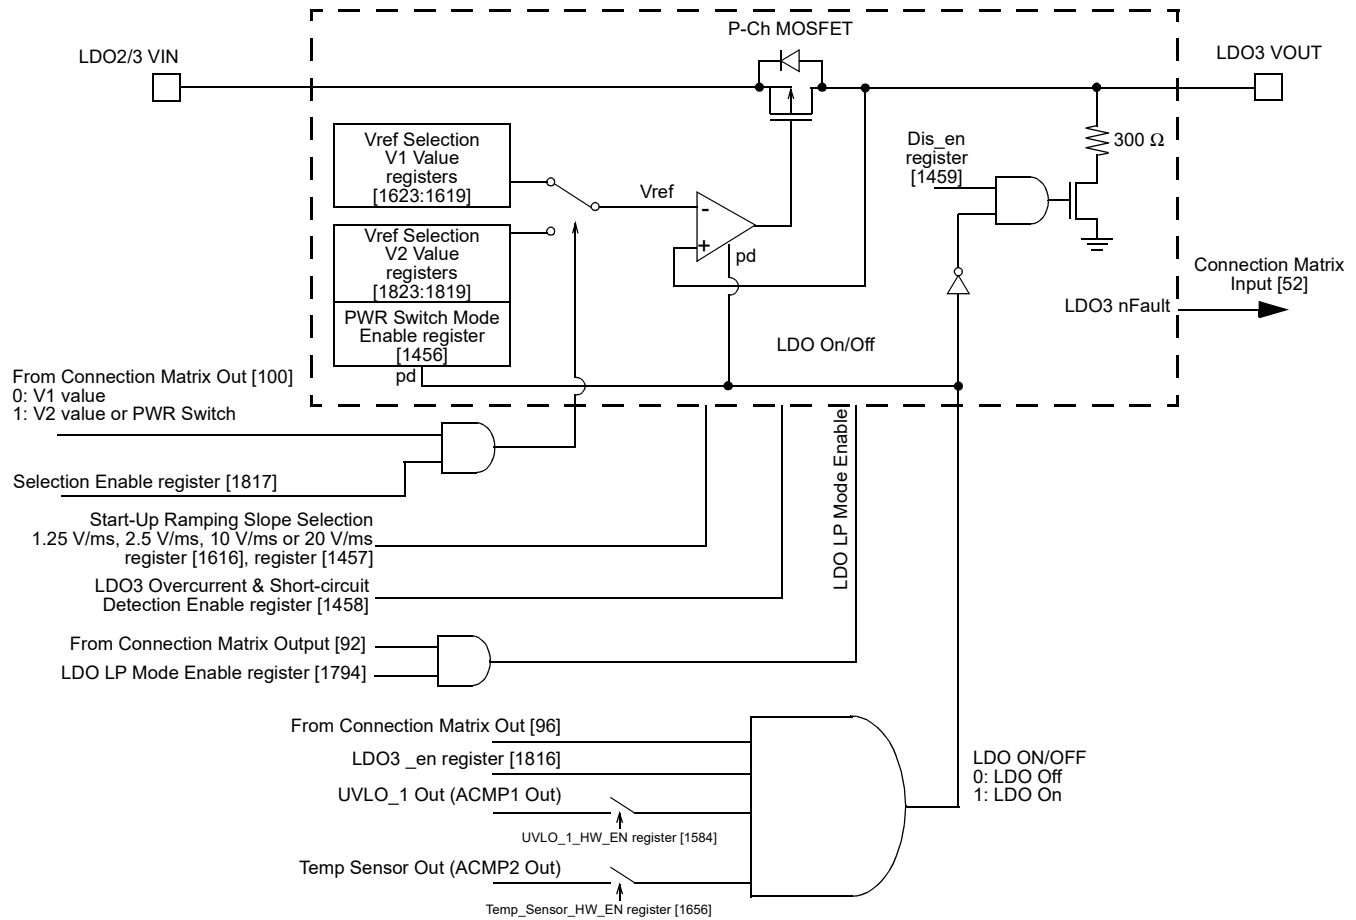 P-Ch MOSFET
LDO2/3 VIN
LDO3 VOUT
Vref Selection
V1 Value
registers
[1623:1619]
Vref Selection
V2 Value
registers
[1823:1819]
PWR Switch Mode
Enable register
[1456]
pd
Vref
-
+
pd
Dis_en
register
[1459]
300 Ω
LDO On/Off
LDO3 nFault
Connection Matrix
Input [52]
From Connection Matrix Out [100]
0: V1 value
1: V2 value or PWR Switch
Selection Enable register [1817]
Start-Up Ramping Slope Selection
1.25 V/ms, 2.5 V/ms, 10 V/ms or 20 V/ms
register [1616], register [1457]
LDO3 Overcurrent & Short-circuit
Detection Enable register [1458]
LDO LP Mode Enable
From Connection Matrix Output [92]
LDO LP Mode Enable register [1794]
From Connection Matrix Out [96]
LDO3 _en register [1816]
UVLO_1 Out (ACMP1 Out)
UVLO_1_HW_EN register [1584]
Temp Sensor Out (ACMP2 Out)
Temp_Sensor_HW_EN register [1656]
LDO ON/OFF
0: LDO Off
1: LDO On